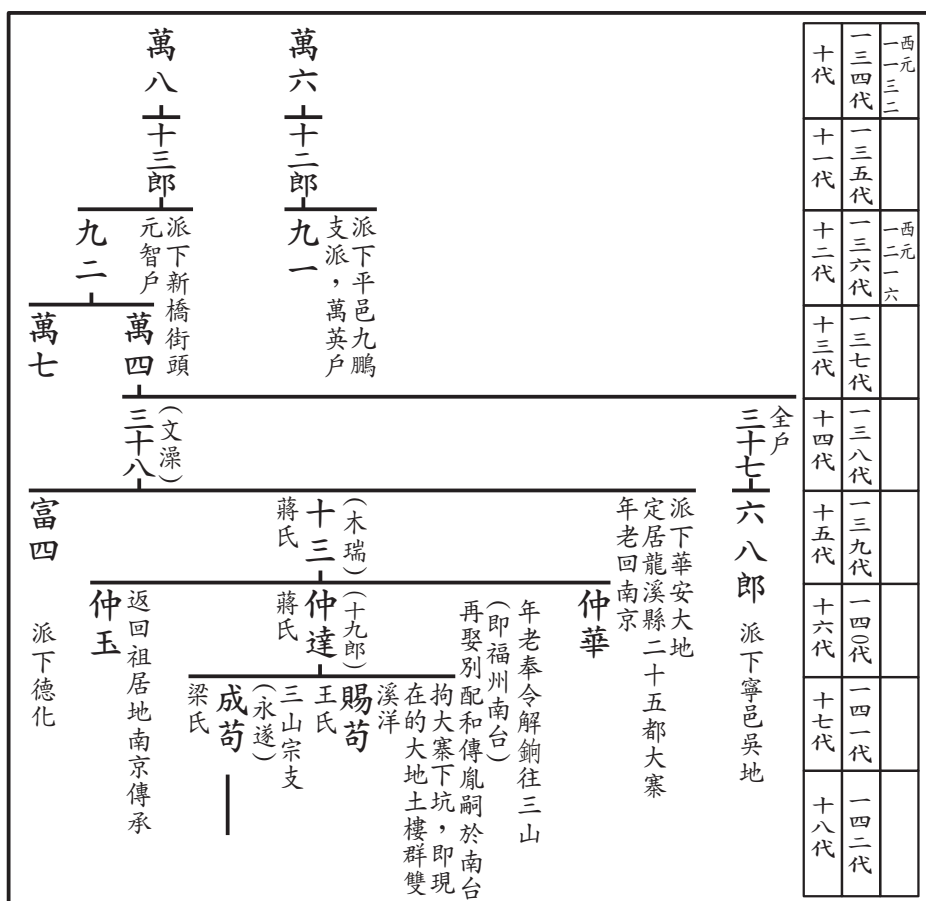 西元
一一三二
一三四代
十代
一三五代
十一代
西元
一二一六
一三六代
十二代
一三七代
十三代
一三八代
十四代
一三九代
十五代
一四〇代
十六代
一四一代
十七代
一四二代
十八代
萬六
十二郎
九一
派下平邑九鵬
支派，萬英戶
萬八
十三郎
派下新橋街頭
元智戶
九二
萬四
萬七
仝戶
三十七
六八郎
派下寧邑吳地
（文澡）
三十八
派下華安大地
定居龍溪縣二十五都大寨
年老回南京
（木瑞）
十三
蔣氏
富四
派下德化
仲華
年老奉令解餉往三山
（即福州南台）
再娶別配和傳胤嗣於南台
（十九郎）
仲達
蔣氏
返回祖居地南京傳承
仲玉
拘大寨下坑，即現
在的大地土樓群雙
溪洋
賜苟
王氏
三山宗支
（永遂）
成苟
梁氏